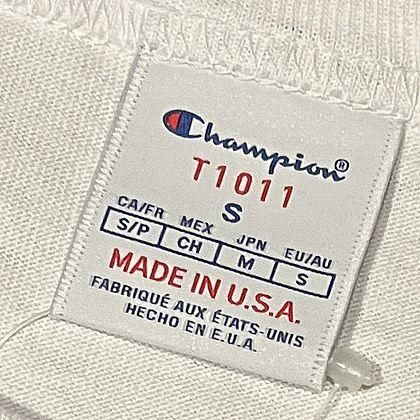 Champion®
T1011
S
CA/FR MEX JPN EU/AU
S/P CH M S
MADE IN U.S.A.
FABRIQUÉ AUX ÉTATS-UNIS
HECHO EN E.U.A.